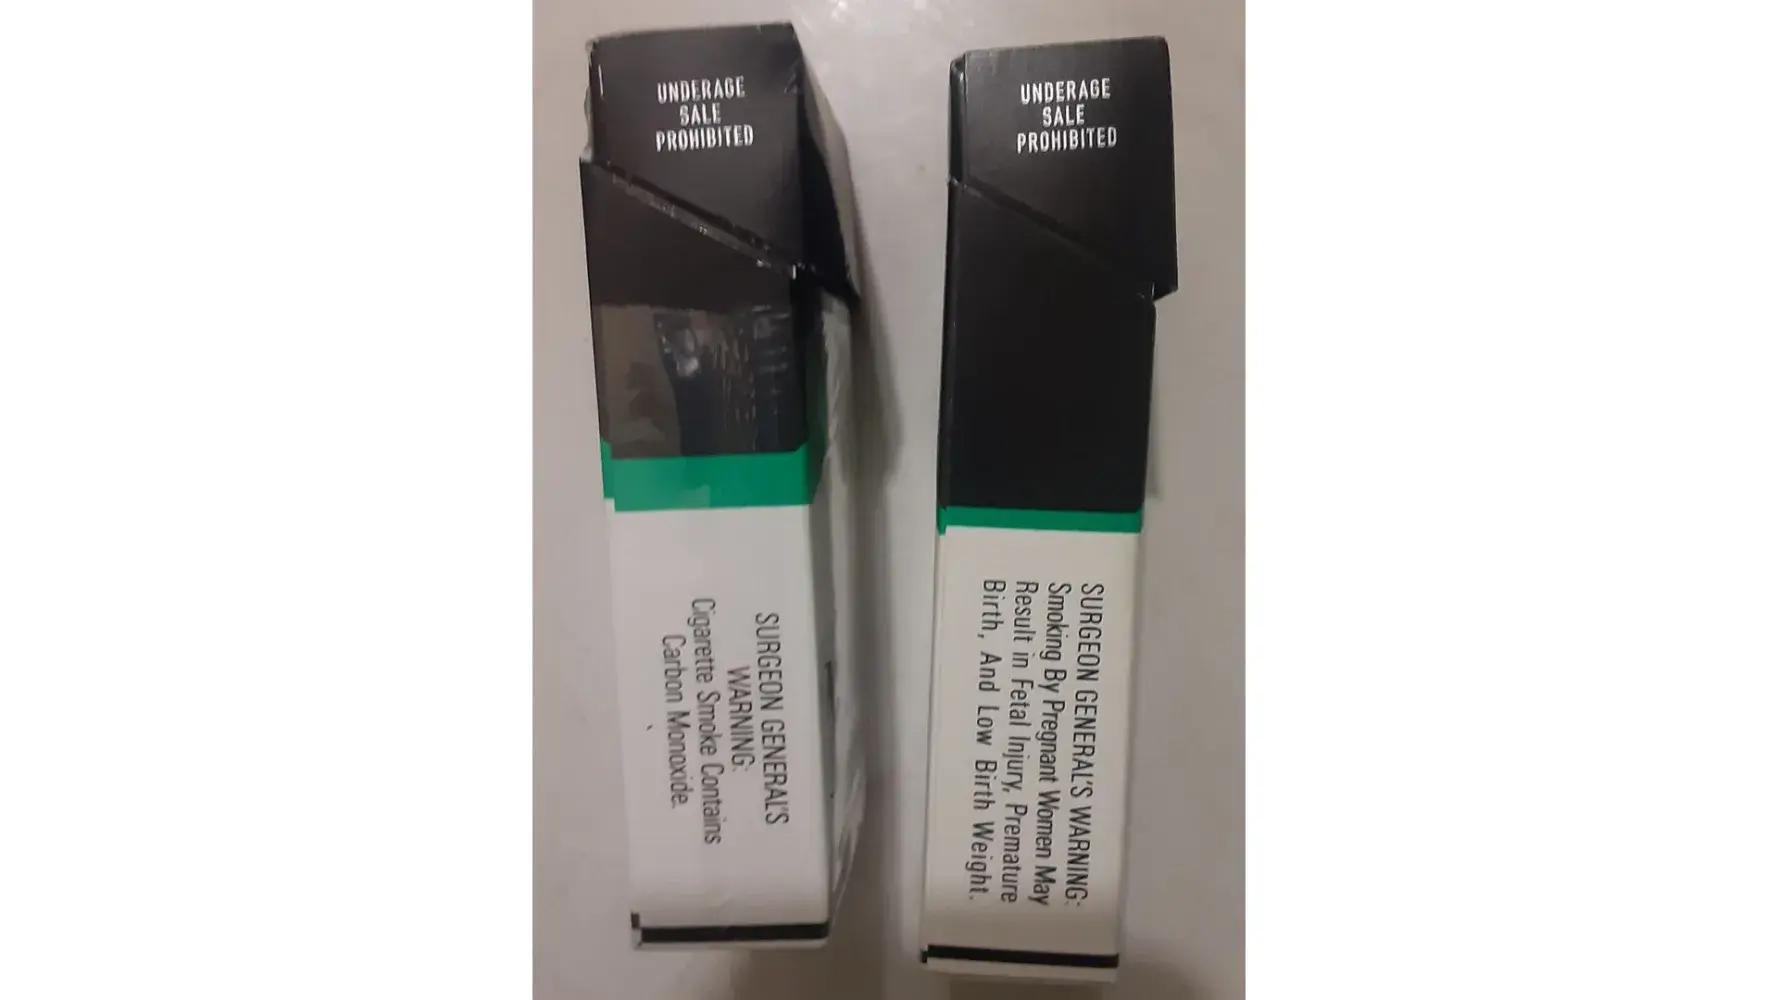 UNDERAGE
SALE
PROHIBITED
SURGEON GENERAL'S
WARNING:
Cigarette Smoke Contains
Carbon Monoxide.
UNDERAGE
SALE
PROHIBITED
SURGEON GENERAL'S WARNING:
Smoking By Pregnant Women May
Result in Fetal Injury, Premature
Birth, And Low Birth Weight.